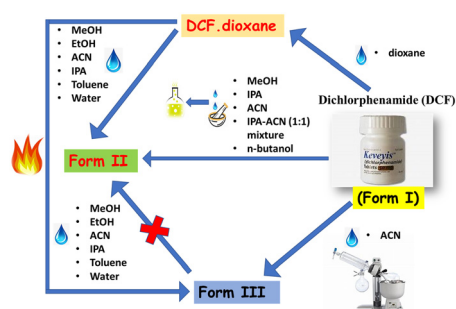 MeOH
EtOH
ACN
IPA
Toluene
Water
DCF.dioxane
dioxane
MeOH
IPA
ACN
IPA-ACN (1:1)
mixture
n-butanol
Dichlorphenamide (DCF)
Keveyis
Form II
(Form I)
MeOH
EtOH
ACN
IPA
Toluene
Water
ACN
Form III